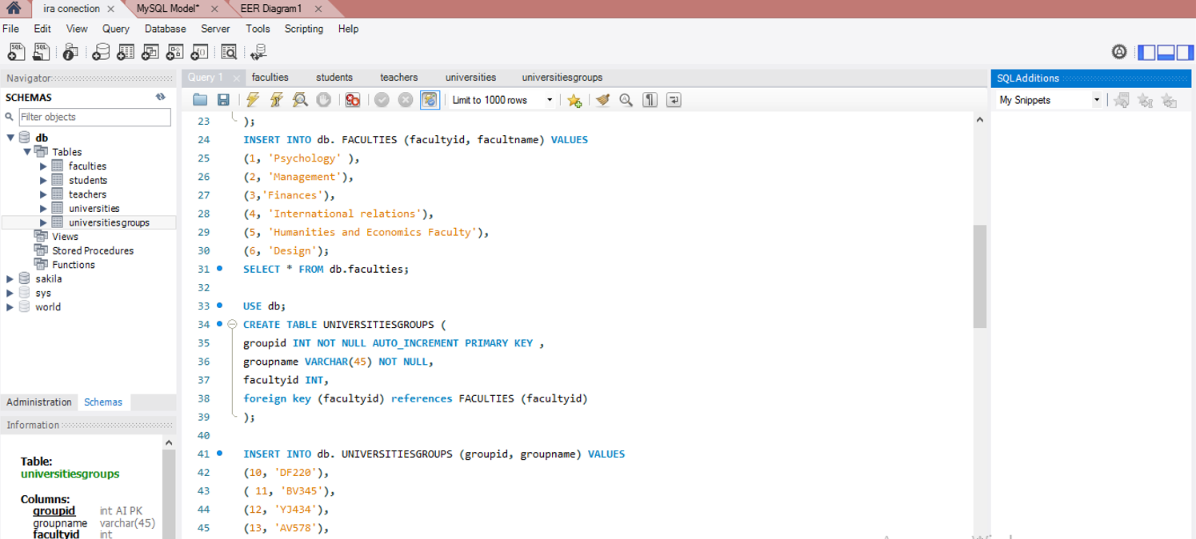 ira conection
MySQL Model*
EER Diagram1
File Edit View Query Database Server Tools Scripting Help
Navigator
SCHEMAS
Filter objects
db
Tables
faculties
students
teachers
universities
universitiesgroups
Views
Stored Procedures
Functions
sakila
sys
world
Administration Schemas
Information
Table:
universitiesgroups
Columns:
groupid int AI PK
groupname varchar(45)
facultyid int
Query 1 faculties students teachers universities universitiesgroups
Limit to 1000 rows
23 );
24 INSERT INTO db. FACULTIES (facultyid, facultname) VALUES
25 (1, 'Psychology' ),
26 (2, 'Management'),
27 (3,'Finances'),
28 (4, 'International relations'),
29 (5, 'Humanities and Economics Faculty'),
30 (6, 'Design');
31 SELECT * FROM db.faculties;
32
33 USE db;
34 CREATE TABLE UNIVERSITIESGROUPS (
35 groupid INT NOT NULL AUTO_INCREMENT PRIMARY KEY ,
36 groupname VARCHAR(45) NOT NULL,
37 facultyid INT,
38 foreign key (facultyid) references FACULTIES (facultyid)
39 );
40
41 INSERT INTO db. UNIVERSITIESGROUPS (groupid, groupname) VALUES
42 (10, 'DF220'),
43 ( 11, 'BV345'),
44 (12, 'YJ434'),
45 (13, 'AV578'),
SQLAdditions
My Snippets